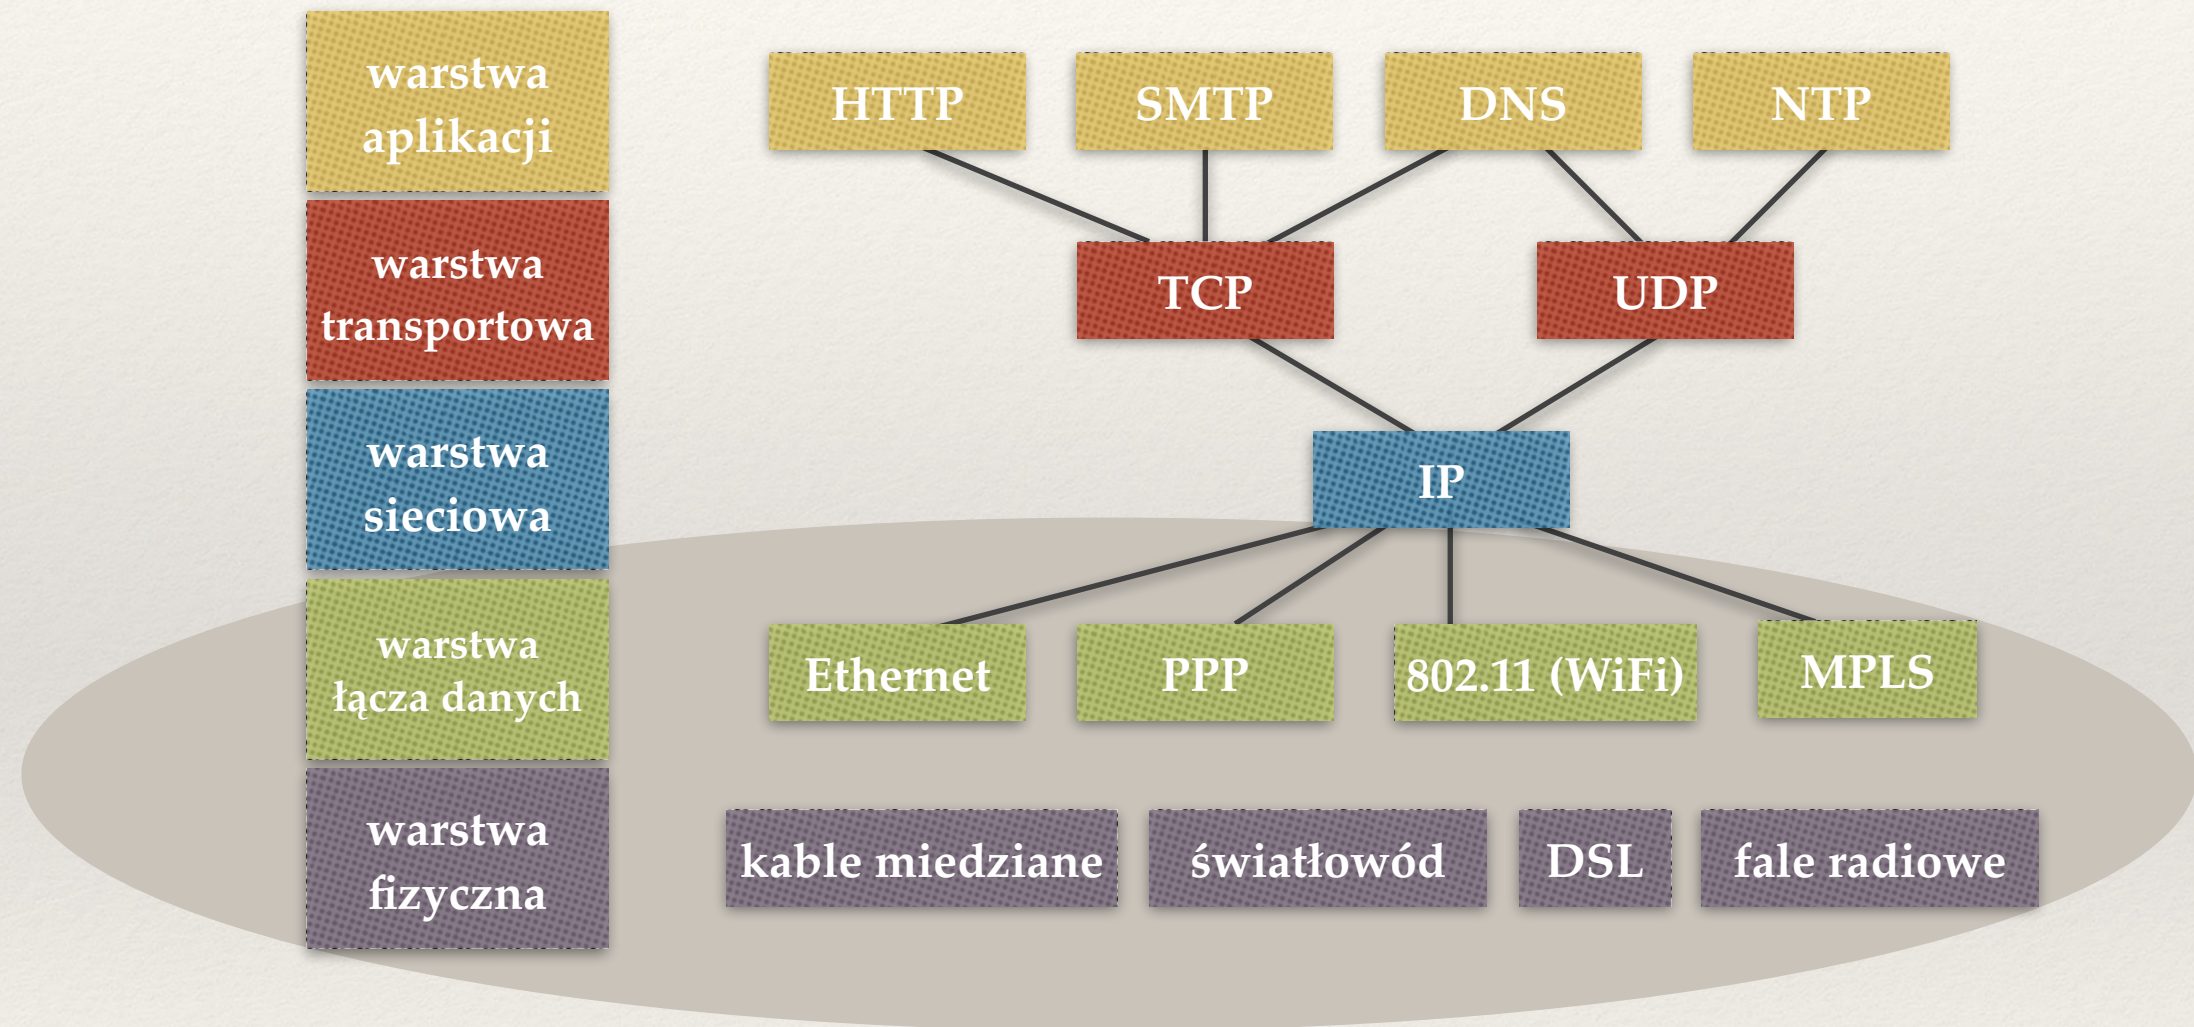 warstwa
aplikacji
HTTP
SMTP
DNS
NTP
warstwa
transportowa
TCP
UDP
warstwa
sieciowa
IP
warstwa
łącza danych
Ethernet
PPP
802.11 (WiFi)
MPLS
warstwa
fizyczna
kable miedziane
światłowód
DSL
fale radiowe